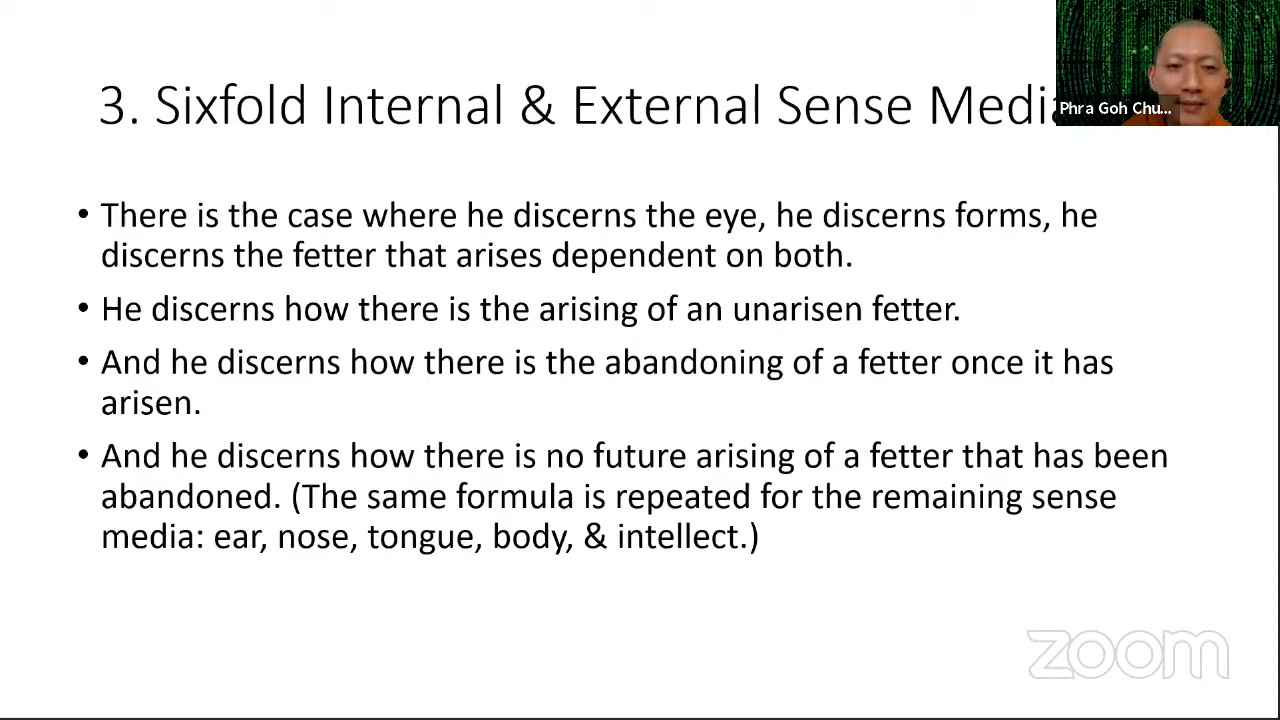 3. Sixfold Internal & External Sense Media
Phra Goh Chu...
• There is the case where he discerns the eye, he discerns forms, he
discerns the fetter that arises dependent on both.
• He discerns how there is the arising of an unarisen fetter.
• And he discerns how there is the abandoning of a fetter once it has
arisen.
• And he discerns how there is no future arising of a fetter that has been
abandoned. (The same formula is repeated for the remaining sense
media: ear, nose, tongue, body, & intellect.)
zoom